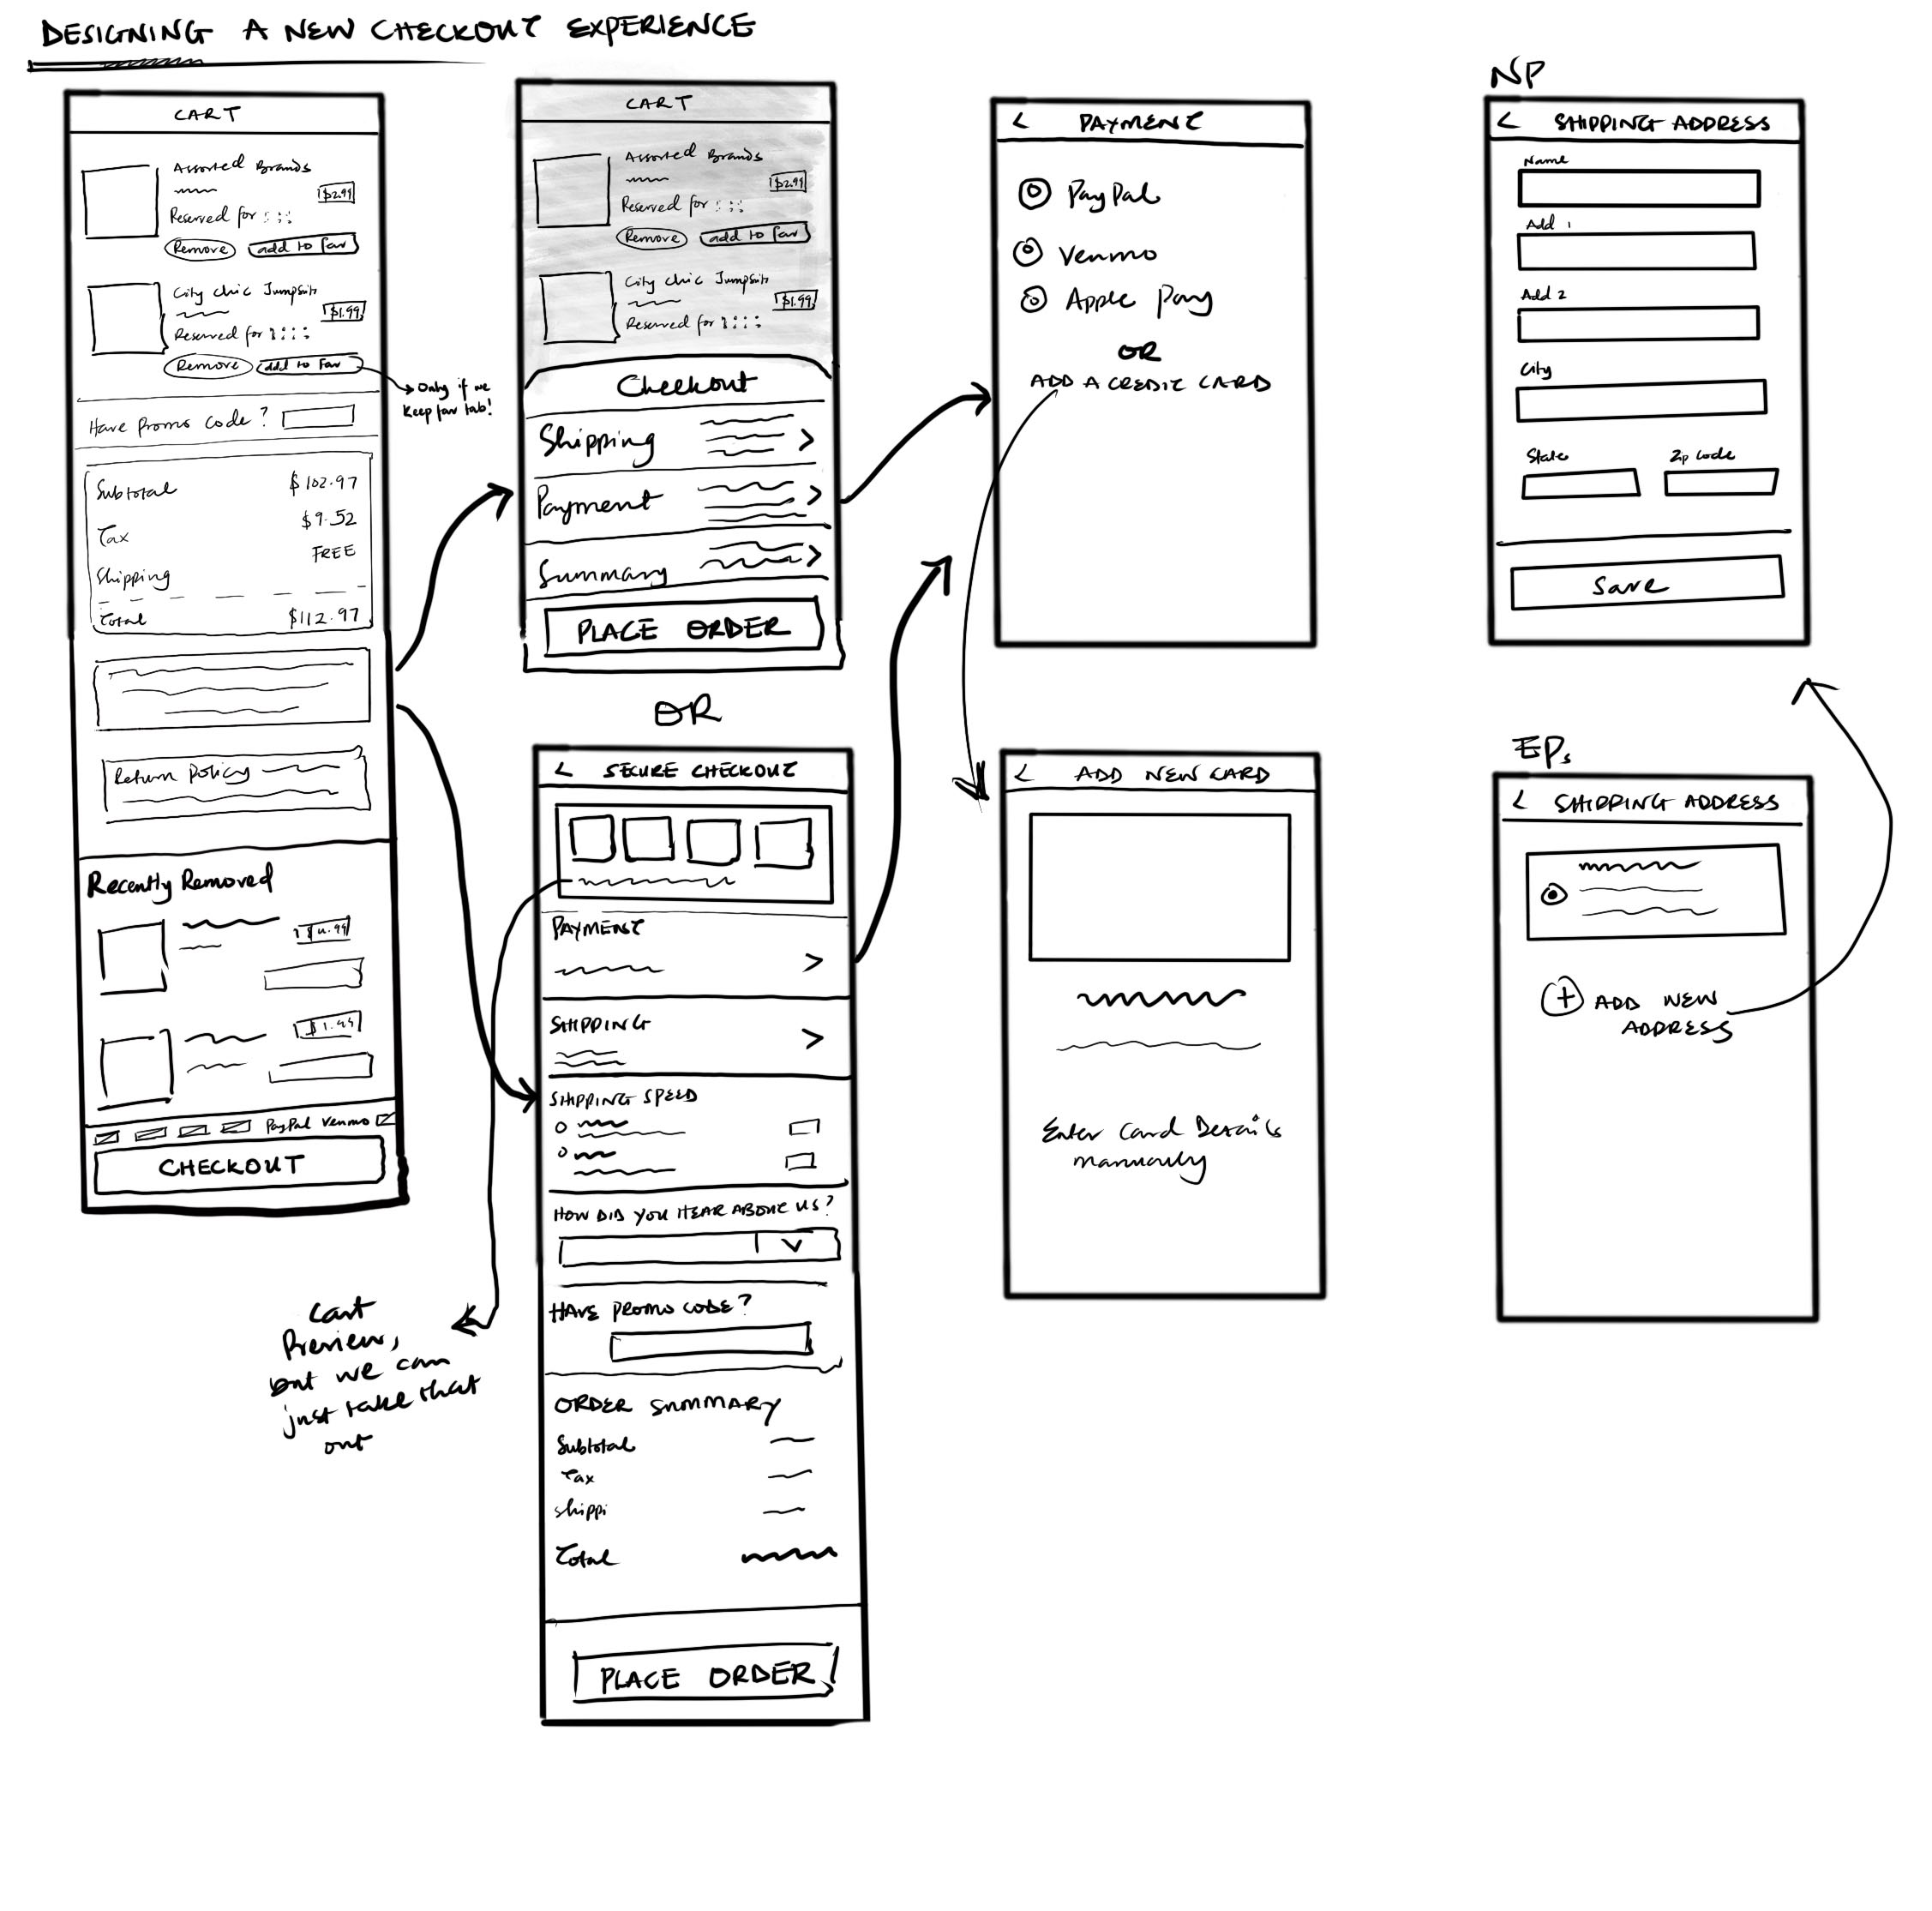 DESIGNING A NEW CHECKOUT EXPERIENCE
CART
Assorted Brands
$2.99
Reserved for : : :
Remove
add to fav
City Chic Jumpsuit
$1.99
Reserved for : : : :
Remove
add to fav
Only if we
keep fav tab!
Have promo code?
Subtotal $102.97
Tax $9.52
Shipping FREE
Total $112.97
Return Policy
Recently Removed
$1.99
PayPal Venmo
CHECKOUT
CART
Assorted Brands
$2.99
Reserved for : : :
Remove
add to fav
City Chic Jumpsuit
$1.99
Reserved for : : : :
Checkout
Shipping >
Payment >
Summary >
PLACE ORDER
OR
< SECURE CHECKOUT
PAYMENT
>
SHIPPING
>
SHIPPING SPEED
HOW DID YOU HEAR ABOUT US?
HAVE PROMO CODE?
ORDER SUMMARY
Subtotal
Tax
shippi
Total
PLACE ORDER
Cart
Preview,
but we can
just take that
out
< PAYMENT
PayPal
Venmo
Apple Pay
OR
ADD A CREDIT CARD
< ADD NEW CARD
Enter Card Details
manually
NP
< SHIPPING ADDRESS
Name
Add 1
Add 2
City
State
Zip Code
Save
EPs
< SHIPPING ADDRESS
+ ADD NEW
ADDRESS